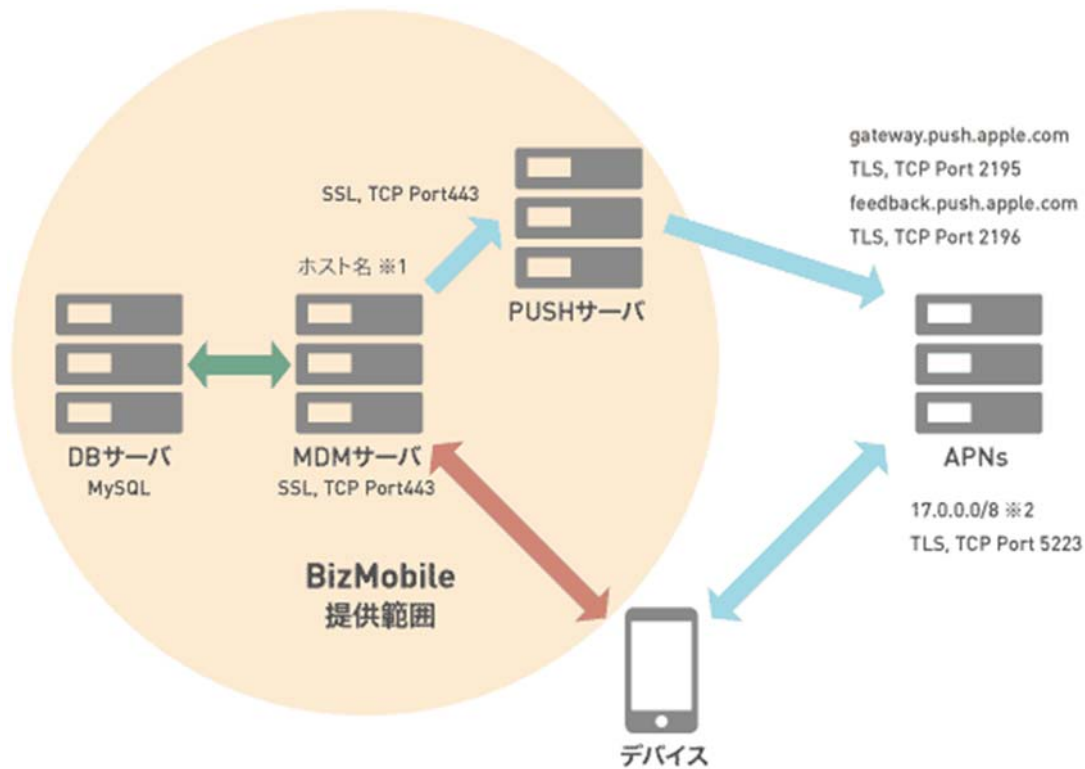 gateway.push.apple.com
TLS, TCP Port 2195
feedback.push.apple.com
TLS, TCP Port 2196
SSL, TCP Port443
ホスト名 ※1
PUSHサーバ
DBサーバ
MySQL
MDMサーバ
SSL, TCP Port443
APNs
17.0.0.0/8 ※2
TLS, TCP Port 5223
BizMobile
提供範囲
デバイス